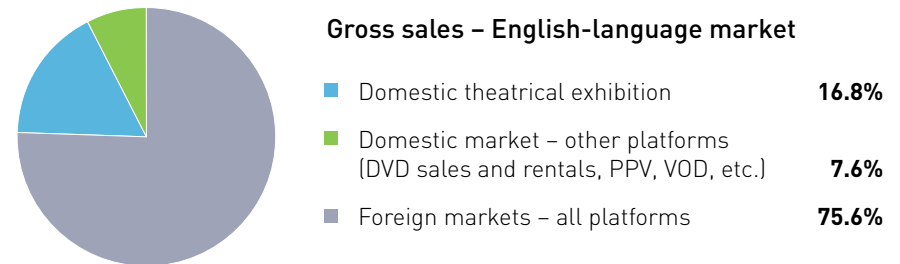 Gross sales – English-language market
Domestic theatrical exhibition 16.8%
Domestic market – other platforms
(DVD sales and rentals, PPV, VOD, etc.) 7.6%
Foreign markets – all platforms 75.6%